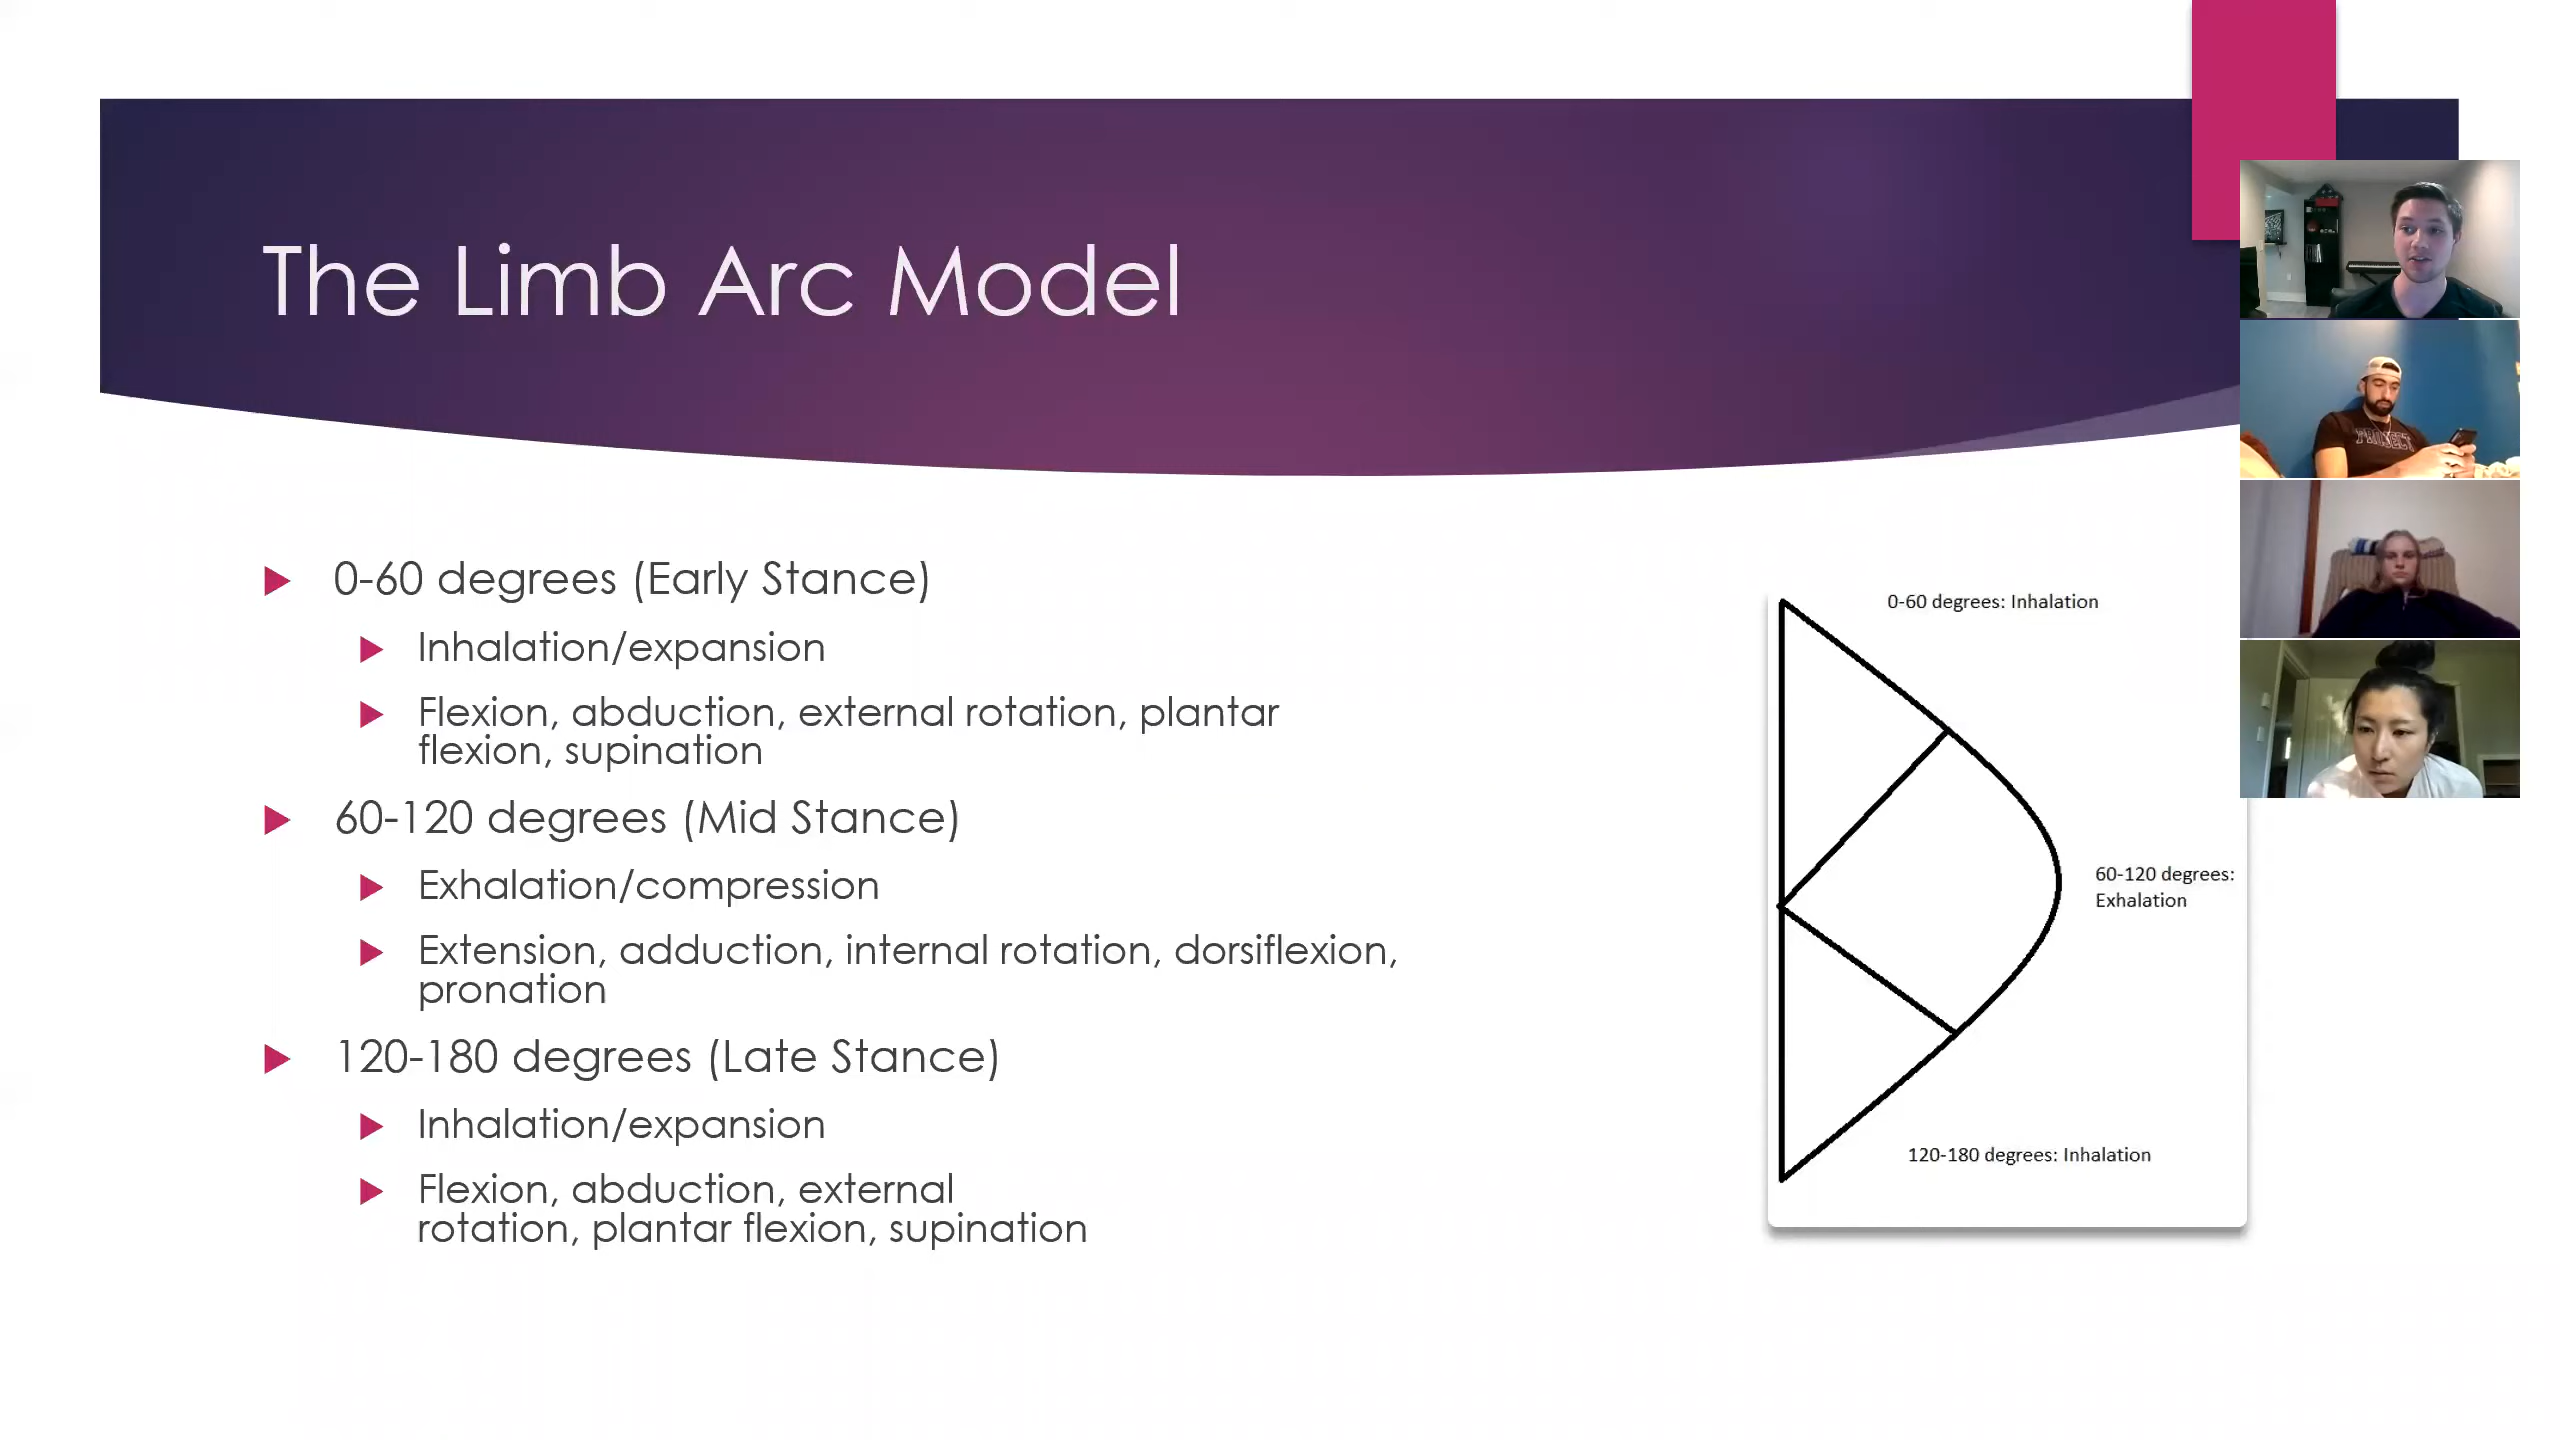 The Limb Arc Model
0-60 degrees (Early Stance)
Inhalation/expansion
Flexion, abduction, external rotation, plantar
flexion, supination
60-120 degrees (Mid Stance)
Exhalation/compression
Extension, adduction, internal rotation, dorsiflexion,
pronation
120-180 degrees (Late Stance)
Inhalation/expansion
Flexion, abduction, external
rotation, plantar flexion, supination
0-60 degrees: Inhalation
60-120 degrees:
Exhalation
120-180 degrees: Inhalation
PROJECT